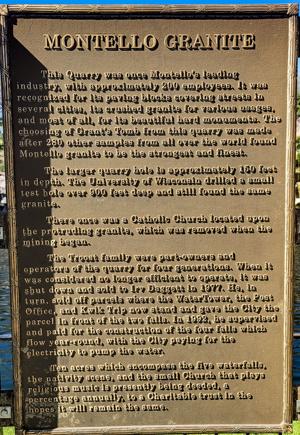 MONTELLO GRANITE
This Quarry was once Montello's leading
industry, with approximately 200 employees. It was
recognized for its paving blocks covering streets in
several cities, its crushed granite for various usages,
and most of all, for its beautiful hard monuments. The
choosing of Grant's Tomb from this quarry was made
after 280 other samples from all over the world found
Montello granite to be the strongest and finest.
The larger quarry hole is approximately 150 feet
in depth. The University of Wisconsin drilled a small
test hole over 900 feet deep and still found the same
granite.
There once was a Catholic Church located upon
the protruding granite, which was removed when the
mining began.
The Troost family were part-owners and
operators of the quarry for four generations. When it
was considered no longer efficient to operate, it was
shut down and sold to Irv Daggett in 1977. He, in
turn, sold off parcels where the WaterTower, the Post
Office, and Kwik Trip now stand and gave the City the
parcel in front of the two falls. In 1992, he supervised
and paid for the construction of the four falls which
flow year-round, with the City paying for the
electricity to pump the water.
Ten acres which encompass the five waterfalls,
the nativity scene, and the small Church that plays
religious music is presently being deeded, a
percentage annually, to a Charitable trust in the
hopes it will remain the same.